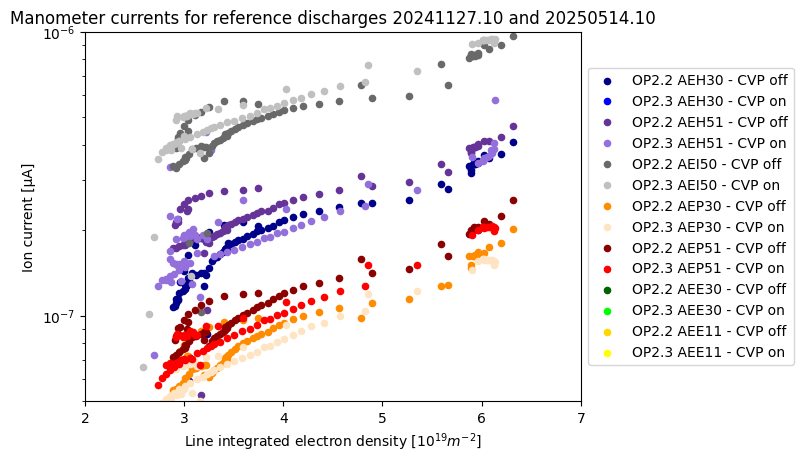 Manometer currents for reference discharges 20241127.10 and 20250514.10
10⁻⁶
10⁻⁷
Ion current [µA]
2 3 4 5 6 7
Line integrated electron density [10¹⁹m⁻²]
OP2.2 AEH30 - CVP off
OP2.3 AEH30 - CVP on
OP2.2 AEH51 - CVP off
OP2.3 AEH51 - CVP on
OP2.2 AEI50 - CVP off
OP2.3 AEI50 - CVP on
OP2.2 AEP30 - CVP off
OP2.3 AEP30 - CVP on
OP2.2 AEP51 - CVP off
OP2.3 AEP51 - CVP on
OP2.2 AEE30 - CVP off
OP2.3 AEE30 - CVP on
OP2.2 AEE11 - CVP off
OP2.3 AEE11 - CVP on